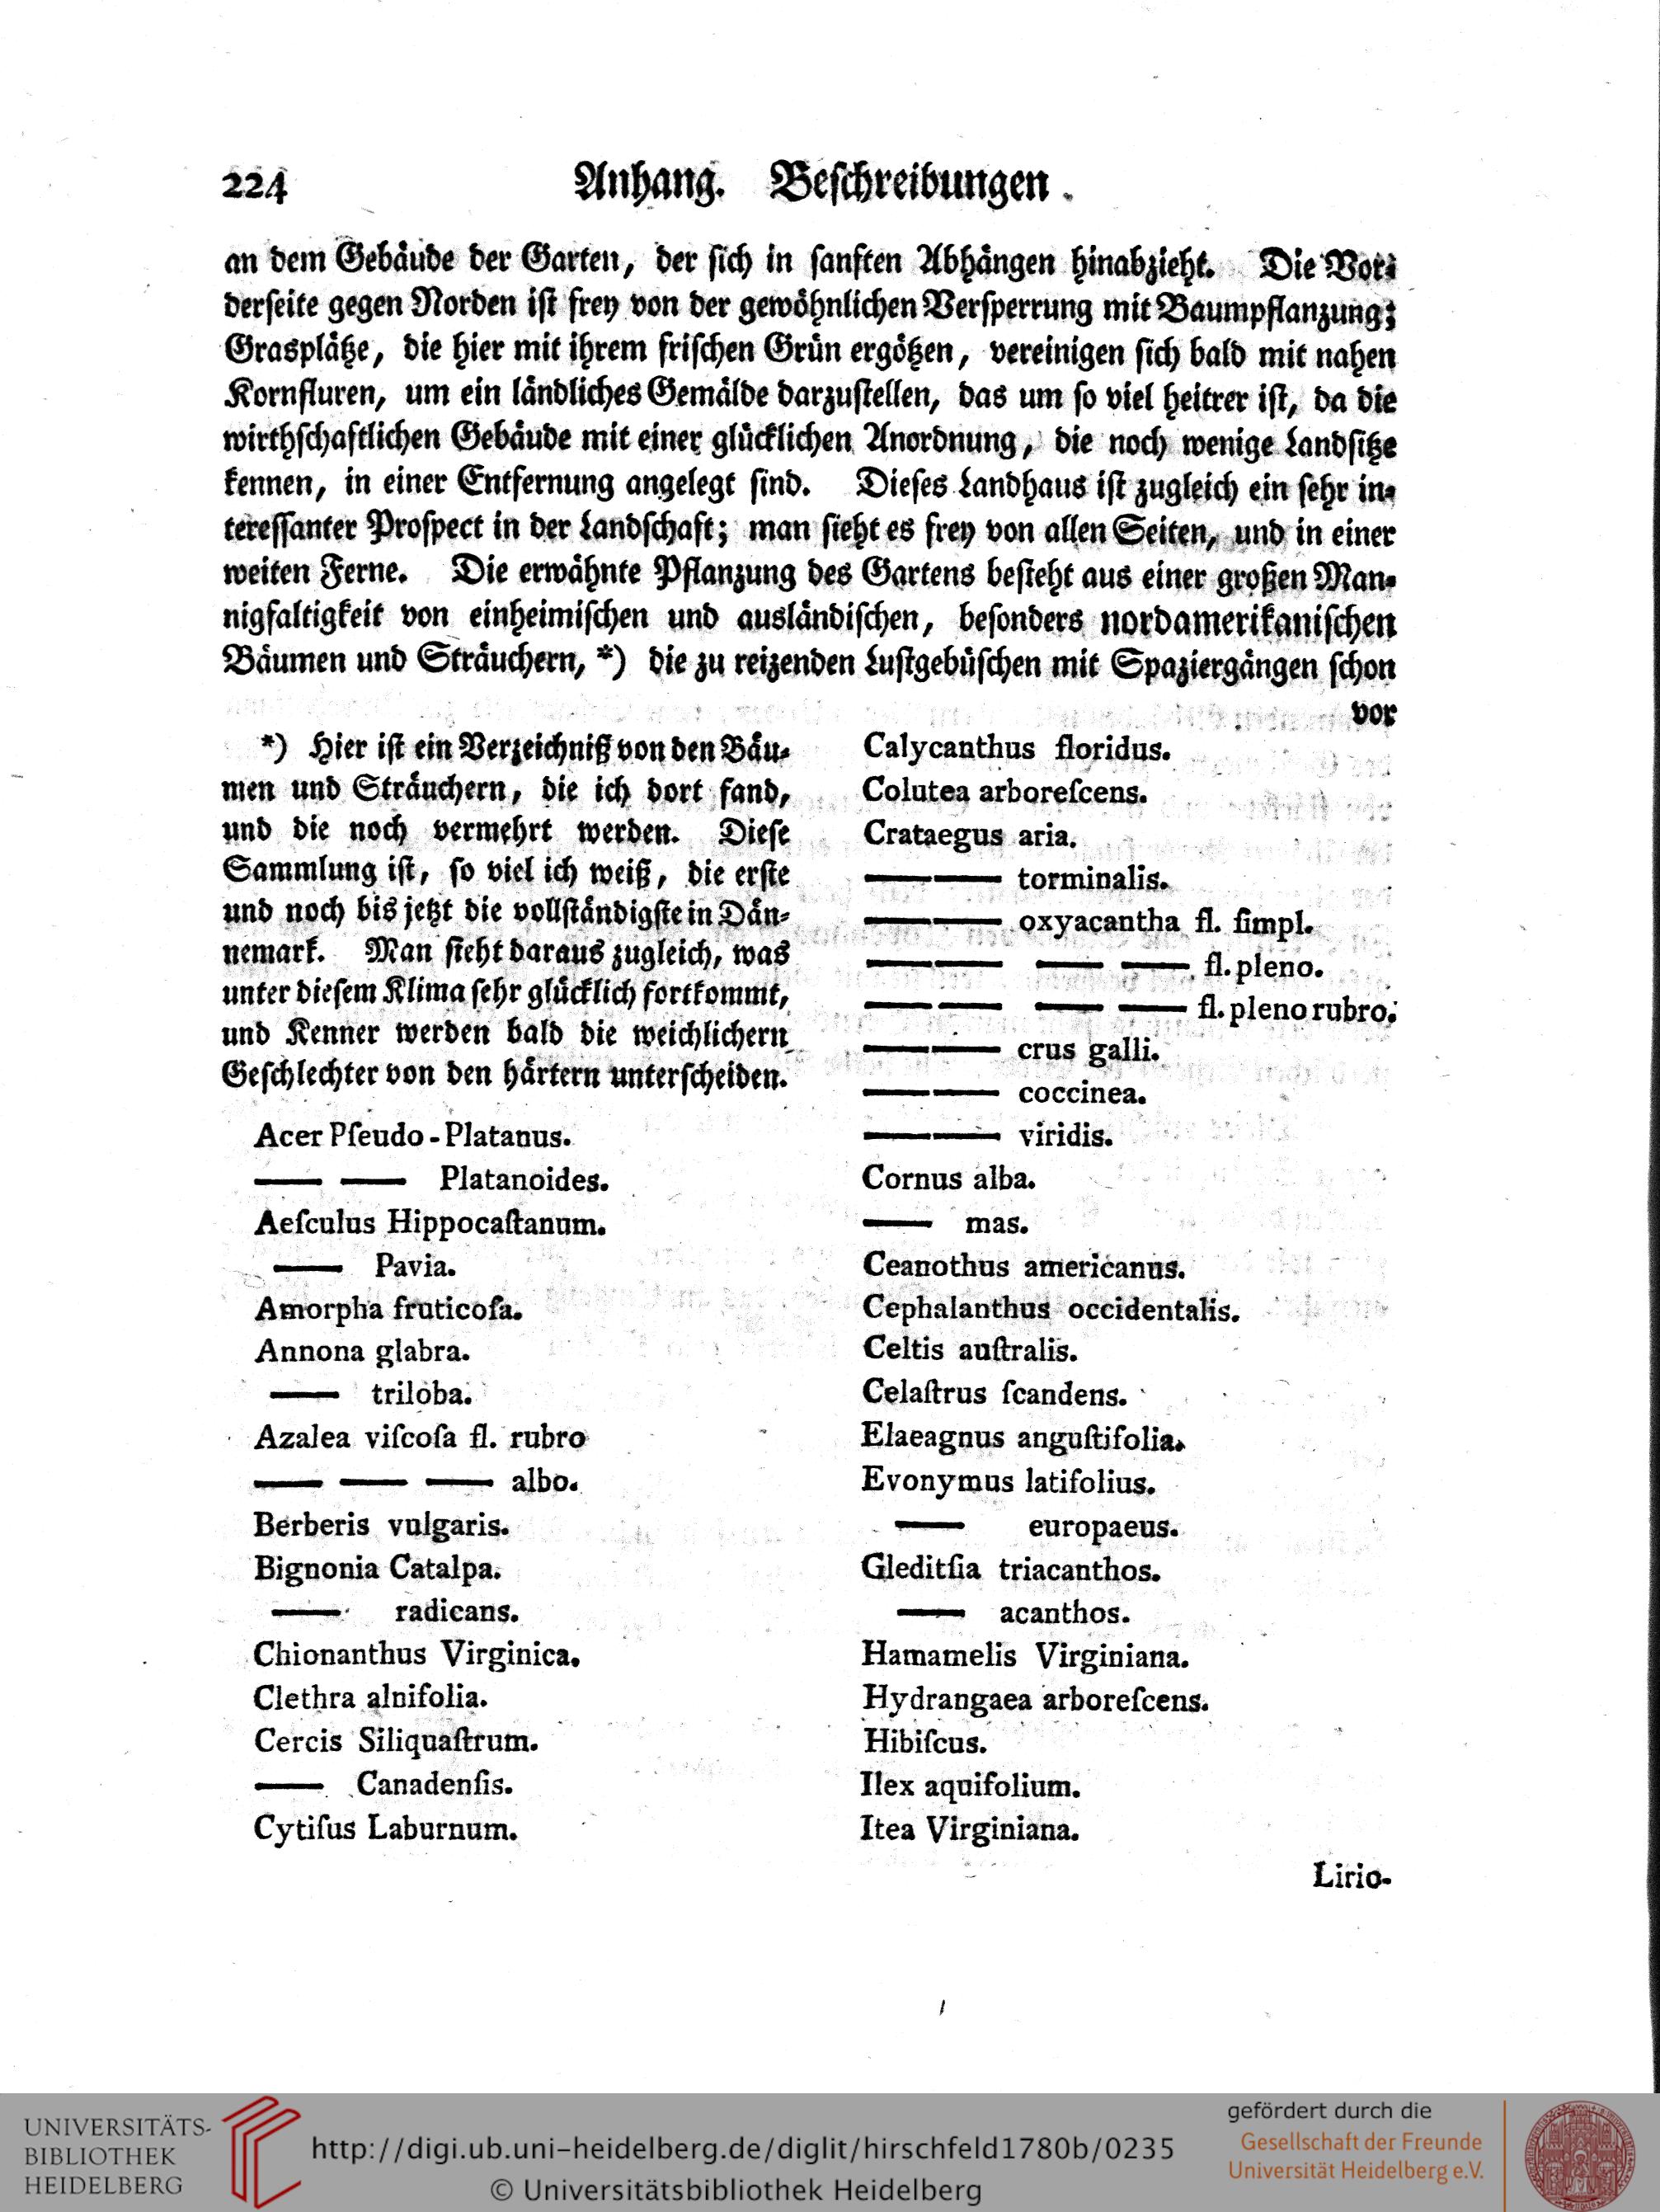 224 Anhang. Beſchreibungen.
an dem Gebäude der Garten, der ſich in ſanften Abhängen hinabzieht. Die Vor-
derſeite gegen Norden iſt frey von der gewöhnlichen Verſperrung mit Baumpflanzung;
Grasplätze, die hier mit ihrem friſchen Grün ergötzen, vereinigen ſich bald mit nahen
Kornfluren, um ein ländliches Gemälde darzuſtellen, das um ſo viel heitrer iſt, da die
wirthſchaftlichen Gebäude mit einer glücklichen Anordnung, die noch wenige Landſitze
kennen, in einer Entfernung angelegt ſind. Dieſes Landhaus iſt zugleich ein ſehr in-
tereſſanter Proſpect in der Landſchaft; man ſieht es frey von allen Seiten, und in einer
weiten Ferne. Die erwähnte Pflanzung des Gartens beſteht aus einer großen Man-
nigfaltigkeit von einheimiſchen und ausländiſchen, beſonders nordamerikaniſchen
Bäumen und Sträuchern, *) die zu reizenden Luſtgebüſchen mit Spaziergängen ſchon
vor
*) Hier iſt ein Verzeichniß von den Bäu-
men und Sträuchern, die ich dort fand,
und die noch vermehrt werden. Dieſe
Sammlung iſt, ſo viel ich weiß, die erſte
und noch bis jetzt die vollſtändigſte in Dän-
nemark. Man ſieht daraus zugleich, was
unter dieſem Klima ſehr glücklich fortkommt,
und Kenner werden bald die weichlichern
Geſchlechter von den härtern unterſcheiden.
Acer Pſeudo-Platanus.
— — Platanoides.
Aeſculus Hippocaſtanum.
— Pavia.
Amorpha fruticoſa.
Annona glabra.
— triloba.
Azalea viſcoſa fl. rubro
— — — albo.
Berberis vulgaris.
Bignonia Catalpa.
— radicans.
Chionanthus Virginica.
Clethra alnifolia.
Cercis Siliquaſtrum.
— Canadenſis.
Cytiſus Laburnum.
Calycanthus floridus.
Colutea arboreſcens.
Crataegus aria.
—— torminalis.
—— oxyacantha fl. ſimpl.
—— — — fl. pleno.
—— — — fl. pleno rubro.
—— crus galli.
—— coccinea.
—— viridis.
Cornus alba.
— mas.
Ceanothus americanus.
Cephalanthus occidentalis.
Celtis auſtralis.
Celaſtrus ſcandens.
Elaeagnus anguſtifolia.
Evonymus latifolius.
— europaeus.
Gleditſia triacanthos.
— acanthos.
Hamamelis Virginiana.
Hydrangaea arboreſcens.
Hibiſcus.
Ilex aquifolium.
Itea Virginiana.
Lirio-
UNIVERSITÄTS-
BIBLIOTHEK
HEIDELBERG
http://digi.ub.uni-heidelberg.de/diglit/hirschfeld1780b/0235
© Universitätsbibliothek Heidelberg
gefördert durch die
Gesellschaft der Freunde
Universität Heidelberg e.V.